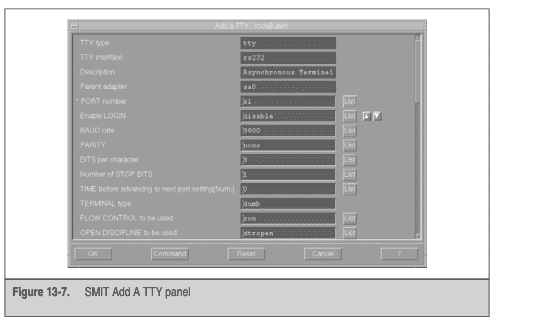 Add a TTY : root@alvin
TTY type tty
TTY interface rs232
Description Asynchronous Terminal
Parent adapter sa0
* PORT number s1 List
Enable LOGIN disable List
BAUD rate 9600 List
PARITY none List
BITS per character 8 List
Number of STOP BITS 1 List
TIME before advancing to next port setting(Num.) 0 List
TERMINAL type dumb
FLOW CONTROL to be used xon List
OPEN DISCIPLINE to be used dtropen List
OK Command Reset Cancel ?
Figure 13-7. SMIT Add A TTY panel